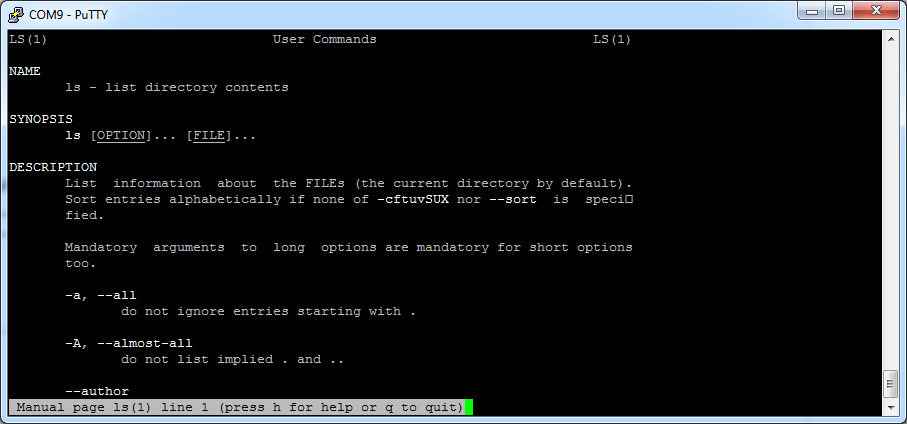 COM9 - PuTTY
LS(1) User Commands LS(1)
NAME
ls - list directory contents
SYNOPSIS
ls [OPTION]... [FILE]...
DESCRIPTION
List information about the FILEs (the current directory by default).
Sort entries alphabetically if none of -cftuvSUX nor --sort is speci▯
fied.
Mandatory arguments to long options are mandatory for short options
too.
-a, --all
do not ignore entries starting with .
-A, --almost-all
do not list implied . and ..
--author
Manual page ls(1) line 1 (press h for help or q to quit)